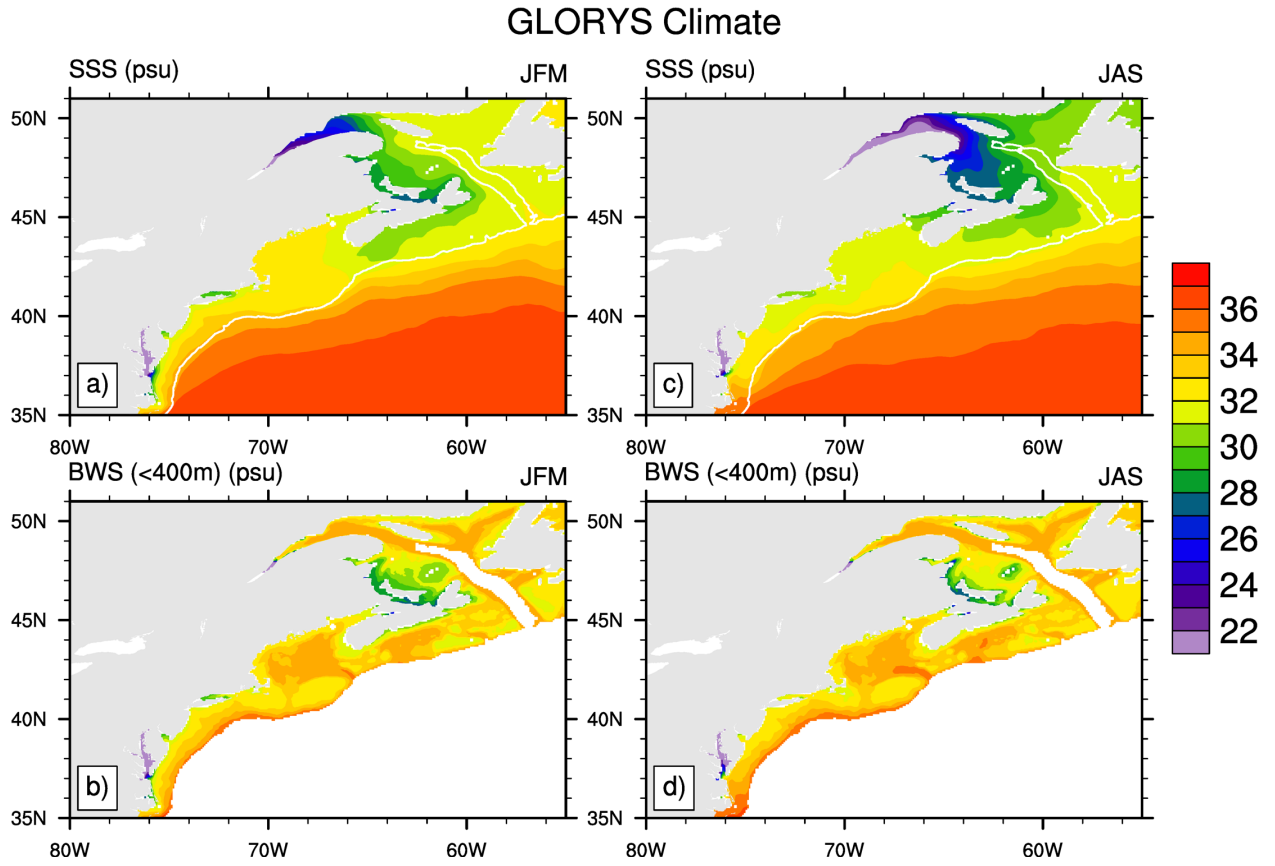 GLORYS Climate
SSS (psu) JFM
50N
45N
40N
35N
80W 70W 60W
a)
SSS (psu) JAS
50N
45N
40N
35N
80W 70W 60W
c)
BWS (<400m) (psu) JFM
50N
45N
40N
35N
80W 70W 60W
b)
BWS (<400m) (psu) JAS
50N
45N
40N
35N
80W 70W 60W
d)
36
34
32
30
28
26
24
22